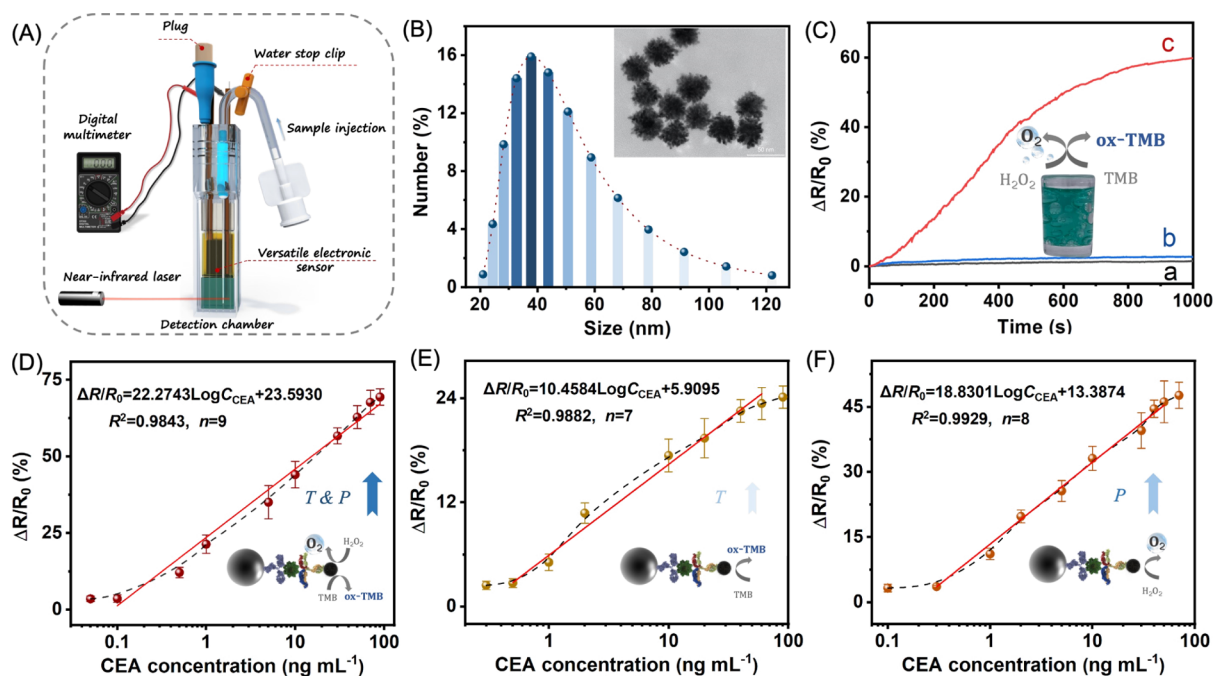 (A)
Plug
Water stop clip
Digital
multimeter
Sample injection
Versatile electronic
sensor
Near-infrared laser
Detection chamber
(B)
Number (%)
16
12
8
4
0
20 40 60 80 100 120
Size (nm)
50 nm
(C)
ΔR/R₀ (%)
60
40
20
0
c
b
a
O₂
ox-TMB
H₂O₂
TMB
0 200 400 600 800 1000
Time (s)
(D)
ΔR/R₀ (%)
75
50
25
0
ΔR/R₀=22.2743LogC_CEA+23.5930
R²=0.9843, n=9
T & P
O₂
H₂O₂
TMB
ox-TMB
0.1 1 10 100
CEA concentration (ng mL⁻¹)
(E)
ΔR/R₀ (%)
24
12
0
ΔR/R₀=10.4584LogC_CEA+5.9095
R²=0.9882, n=7
T
ox-TMB
TMB
1 10 100
CEA concentration (ng mL⁻¹)
(F)
ΔR/R₀ (%)
45
30
15
0
ΔR/R₀=18.8301LogC_CEA+13.3874
R²=0.9929, n=8
P
O₂
H₂O₂
0.1 1 10 100
CEA concentration (ng mL⁻¹)